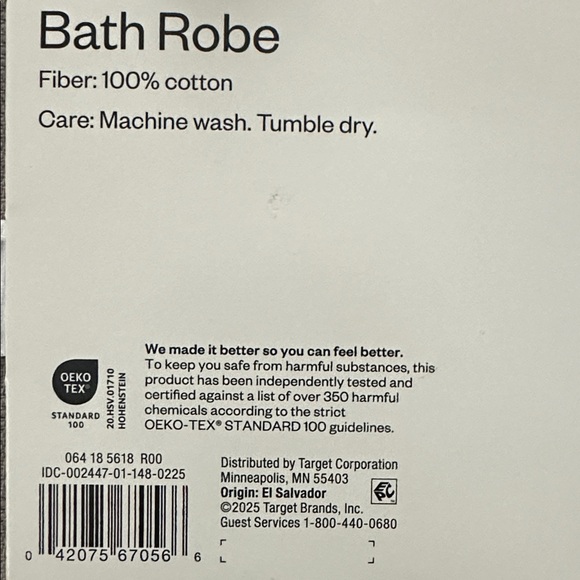 Bath Robe
Fiber: 100% cotton
Care: Machine wash. Tumble dry.
We made it better so you can feel better.
To keep you safe from harmful substances, this
product has been independently tested and
certified against a list of over 350 harmful
chemicals according to the strict
OEKO-TEX® STANDARD 100 guidelines.
OEKO
TEX®
STANDARD
100
20.HSV.01710
HOHENSTEIN
064 18 5618 R00
IDC-002447-01-148-0225
0 42075 67056 6
Distributed by Target Corporation
Minneapolis, MN 55403
Origin: El Salvador
©2025 Target Brands, Inc.
Guest Services 1-800-440-0680